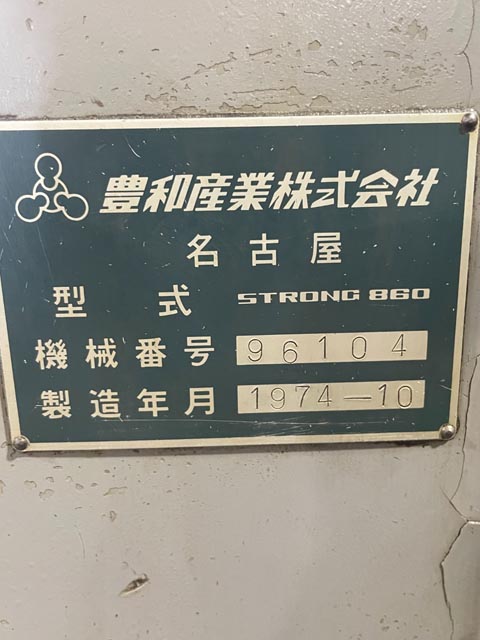 豊和産業株式会社
名古屋
型式 STRONG 860
機械番号 96104
製造年月 1974-10